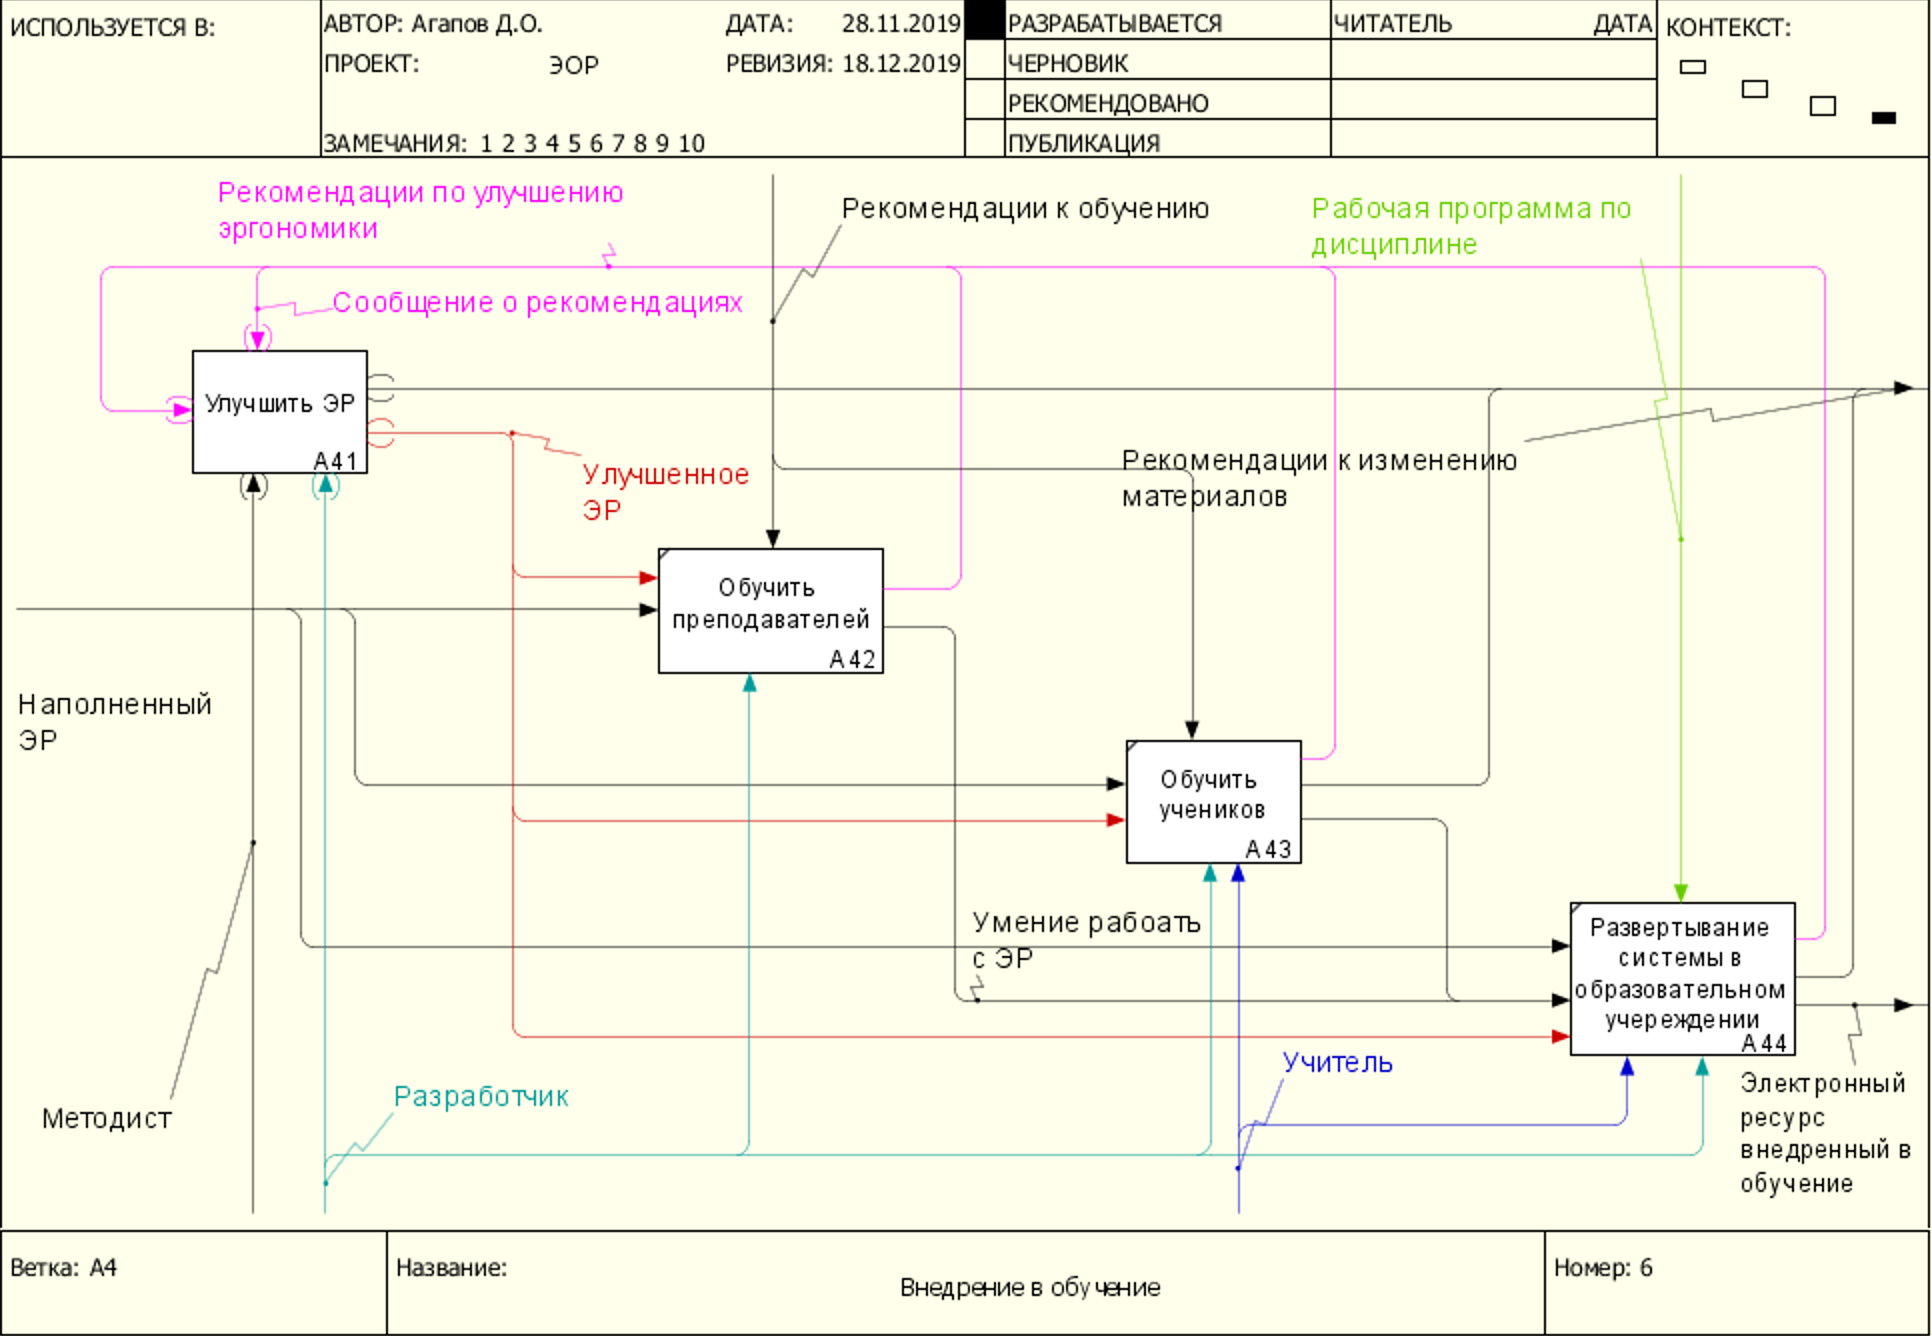 ИСПОЛЬЗУЕТСЯ В:
АВТОР: Агапов Д.О.
ДАТА: 28.11.2019
ПРОЕКТ: ЭОР
РЕВИЗИЯ: 18.12.2019
ЗАМЕЧАНИЯ: 1 2 3 4 5 6 7 8 9 10
РАЗРАБАТЫВАЕТСЯ
ЧЕРНОВИК
РЕКОМЕНДОВАНО
ПУБЛИКАЦИЯ
ЧИТАТЕЛЬ ДАТА
КОНТЕКСТ:
Рекомендации по улучшению
эргономики
Рекомендации к обучению
Рабочая программа по
дисциплине
Сообщение о рекомендациях
Улучшить ЭР
A41
Улучшенное
ЭР
Рекомендации к изменению
материалов
Обучить
преподавателей
A42
Наполненный
ЭР
Обучить
учеников
A43
Умение рабоать
с ЭР
Развертывание
системы в
образовательном
учереждении
A44
Учитель
Разработчик
Методист
Электронный
ресурс
внедренный в
обучение
Ветка: A4
Название:
Внедрение в обучение
Номер: 6